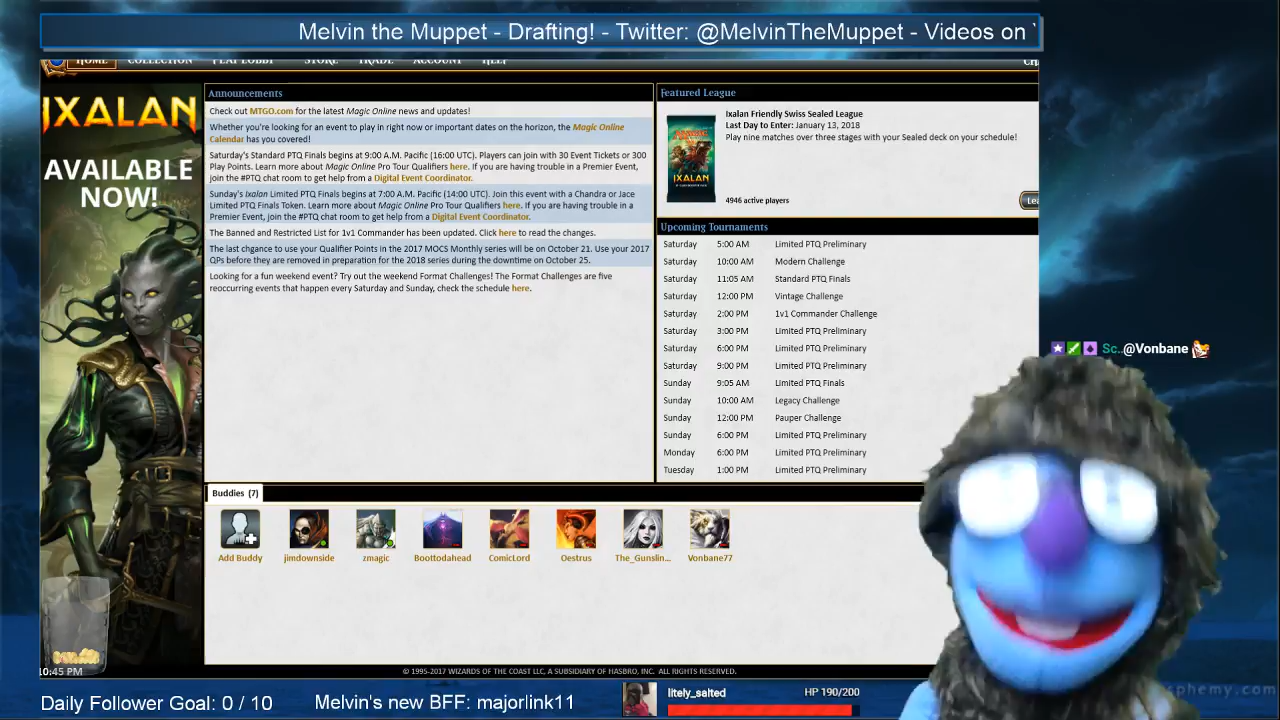 Melvin the Muppet - Drafting! - Twitter: @MelvinTheMuppet - Videos on
HOME COLLECTION PLAY LOBBY STORE TRADE ACCOUNT HELP
IXALAN
AVAILABLE
NOW!
Announcements
Check out MTGO.com for the latest Magic Online news and updates!
Whether you're looking for an event to play in right now or important dates on the horizon, the Magic Online
Calendar has you covered!
Saturday's Standard PTQ Finals begins at 9:00 A.M. Pacific (16:00 UTC). Players can join with 30 Event Tickets or 300
Play Points. Learn more about Magic Online Pro Tour Qualifiers here. If you are having trouble in a Premier Event,
join the #PTQ chat room to get help from a Digital Event Coordinator.
Sunday's Ixalan Limited PTQ Finals begins at 7:00 A.M. Pacific (14:00 UTC). Join this event with a Chandra or Jace
Limited PTQ Finals Token. Learn more about Magic Online Pro Tour Qualifiers here. If you are having trouble in a
Premier Event, join the #PTQ chat room to get help from a Digital Event Coordinator.
The Banned and Restricted List for 1v1 Commander has been updated. Click here to read the changes.
The last chgance to use your Qualifier Points in the 2017 MOCS Monthly series will be on October 21. Use your 2017
QPs before they are removed in preparation for the 2018 series during the downtime on October 25.
Looking for a fun weekend event? Try out the weekend Format Challenges! The Format Challenges are five
reoccurring events that happen every Saturday and Sunday, check the schedule here.
Featured League
Ixalan Friendly Swiss Sealed League
Last Day to Enter: January 13, 2018
Play nine matches over three stages with your Sealed deck on your schedule!
IXALAN
4946 active players
Lea
Upcoming Tournaments
Saturday 5:00 AM Limited PTQ Preliminary
Saturday 10:00 AM Modern Challenge
Saturday 11:05 AM Standard PTQ Finals
Saturday 12:00 PM Vintage Challenge
Saturday 2:00 PM 1v1 Commander Challenge
Saturday 3:00 PM Limited PTQ Preliminary
Saturday 6:00 PM Limited PTQ Preliminary
Saturday 9:00 PM Limited PTQ Preliminary
Sunday 9:05 AM Limited PTQ Finals
Sunday 10:00 AM Legacy Challenge
Sunday 12:00 PM Pauper Challenge
Sunday 6:00 PM Limited PTQ Preliminary
Monday 6:00 PM Limited PTQ Preliminary
Tuesday 1:00 PM Limited PTQ Preliminary
Sc..@Vonbane
Buddies (7)
Add Buddy jimdownside zmagic Boottodahead ComicLord Oestrus The_Gunslin... Vonbane77
10:45 PM
© 1995-2017 WIZARDS OF THE COAST LLC, A SUBSIDIARY OF HASBRO, INC. ALL RIGHTS RESERVED.
Daily Follower Goal: 0 / 10
Melvin's new BFF: majorlink11
litely_salted HP 190/200
sphemy.com